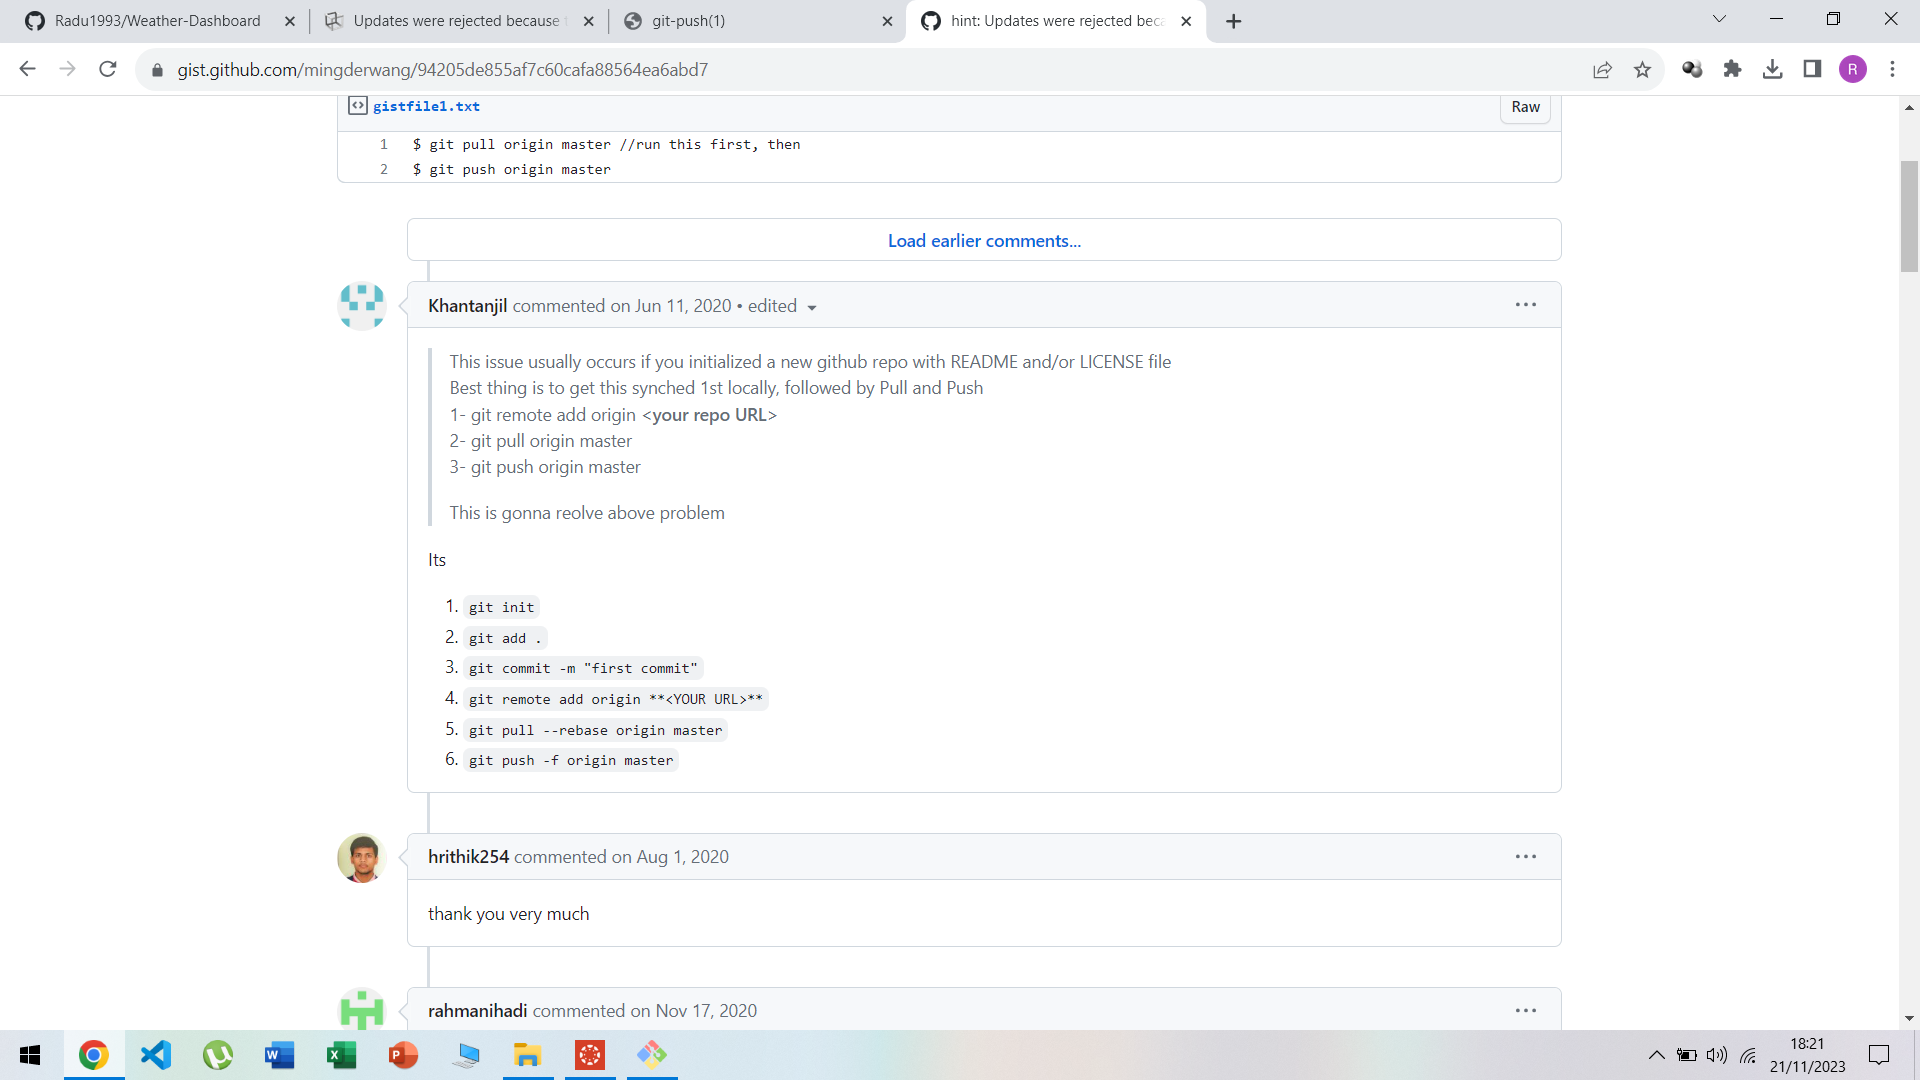 Radu1993/Weather-Dashboard
Updates were rejected because
git-push(1)
hint: Updates were rejected beca
gist.github.com/mingderwang/94205de855af7c60cafa88564ea6abd7
R
gistfile1.txt
Raw
1 $ git pull origin master //run this first, then
2 $ git push origin master
Load earlier comments...
Khantanjil commented on Jun 11, 2020 • edited
This issue usually occurs if you initialized a new github repo with README and/or LICENSE file
Best thing is to get this synched 1st locally, followed by Pull and Push
1- git remote add origin <your repo URL>
2- git pull origin master
3- git push origin master
This is gonna reolve above problem
Its
1. git init
2. git add .
3. git commit -m "first commit"
4. git remote add origin **<YOUR URL>**
5. git pull --rebase origin master
6. git push -f origin master
hrithik254 commented on Aug 1, 2020
thank you very much
rahmanihadi commented on Nov 17, 2020
18:21
21/11/2023